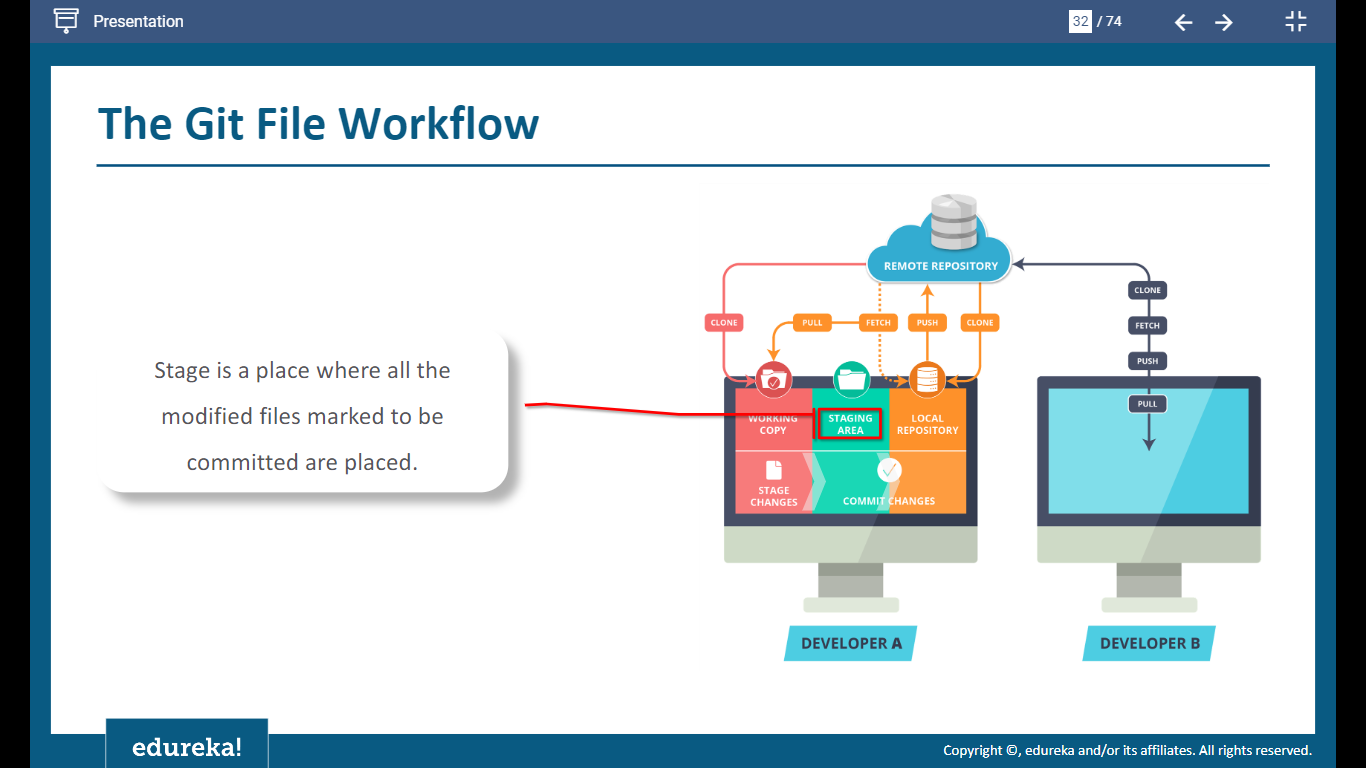 Presentation
32 / 74
The Git File Workflow
Stage is a place where all the
modified files marked to be
committed are placed.
REMOTE REPOSITORY
CLONE
PULL
FETCH
PUSH
CLONE
WORKING
COPY
STAGING
AREA
LOCAL
REPOSITORY
STAGE
CHANGES
COMMIT CHANGES
DEVELOPER A
CLONE
FETCH
PUSH
PULL
DEVELOPER B
edureka!
Copyright ©, edureka and/or its affiliates. All rights reserved.